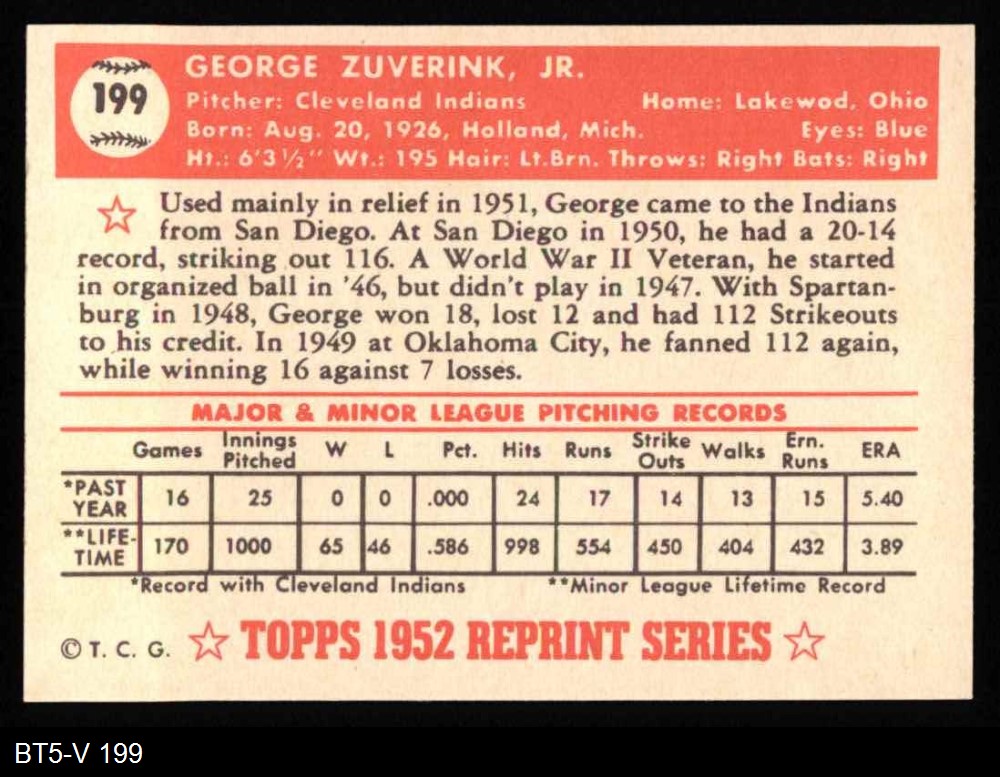 199
GEORGE ZUVERINK, JR.
Pitcher: Cleveland Indians Home: Lakewod, Ohio
Born: Aug. 20, 1926, Holland, Mich. Eyes: Blue
Ht.: 6'3½" Wt.: 195 Hair: Lt.Brn. Throws: Right Bats: Right
Used mainly in relief in 1951, George came to the Indians
from San Diego. At San Diego in 1950, he had a 20-14
record, striking out 116. A World War II Veteran, he started
in organized ball in '46, but didn't play in 1947. With Spartan-
burg in 1948, George won 18, lost 12 and had 112 Strikeouts
to his credit. In 1949 at Oklahoma City, he fanned 112 again,
while winning 16 against 7 losses.
MAJOR & MINOR LEAGUE PITCHING RECORDS
Games Innings Pitched W L Pct. Hits Runs Strike Outs Walks Ern. Runs ERA
*PAST YEAR 16 25 0 0 .000 24 17 14 13 15 5.40
**LIFE-TIME 170 1000 65 46 .586 998 554 450 404 432 3.89
*Record with Cleveland Indians **Minor League Lifetime Record
© T. C. G. TOPPS 1952 REPRINT SERIES
BT5-V 199